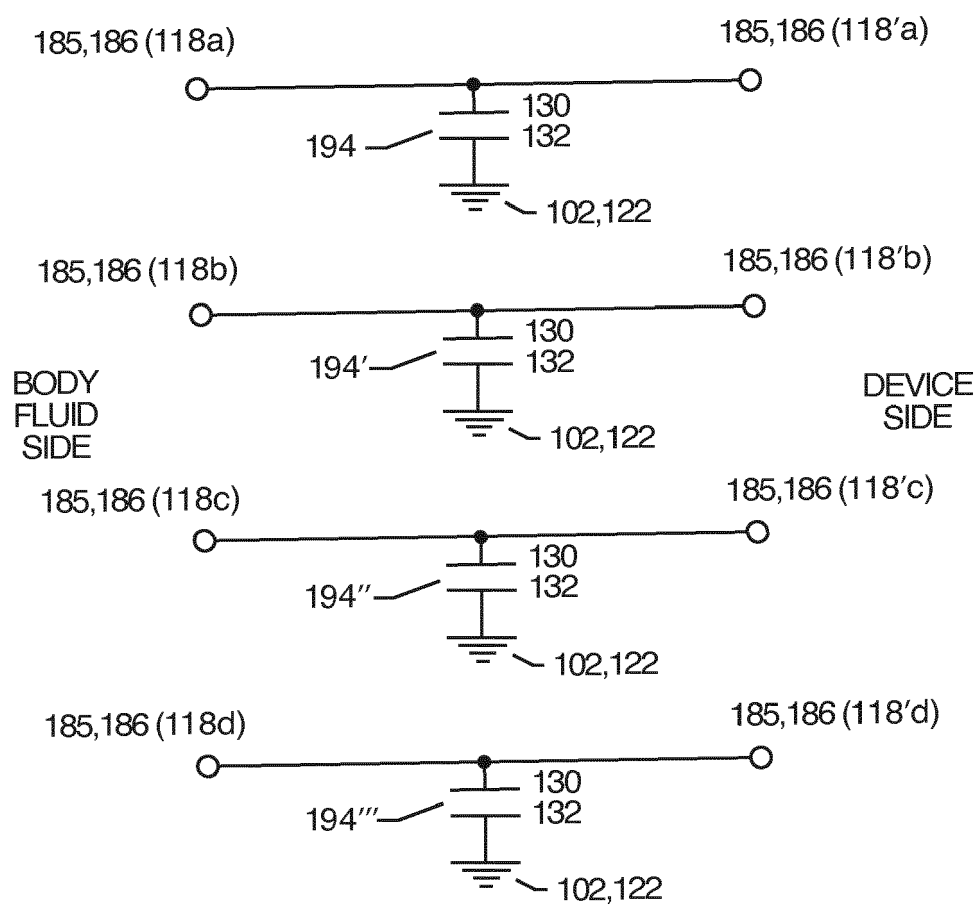 185,186 (118a)
185,186 (118'a)
130
132
194
102,122
185,186 (118b)
185,186 (118'b)
130
132
194'
102,122
BODY
FLUID
SIDE
DEVICE
SIDE
185,186 (118c)
185,186 (118'c)
130
132
194''
102,122
185,186 (118d)
185,186 (118'd)
130
132
194'''
102,122